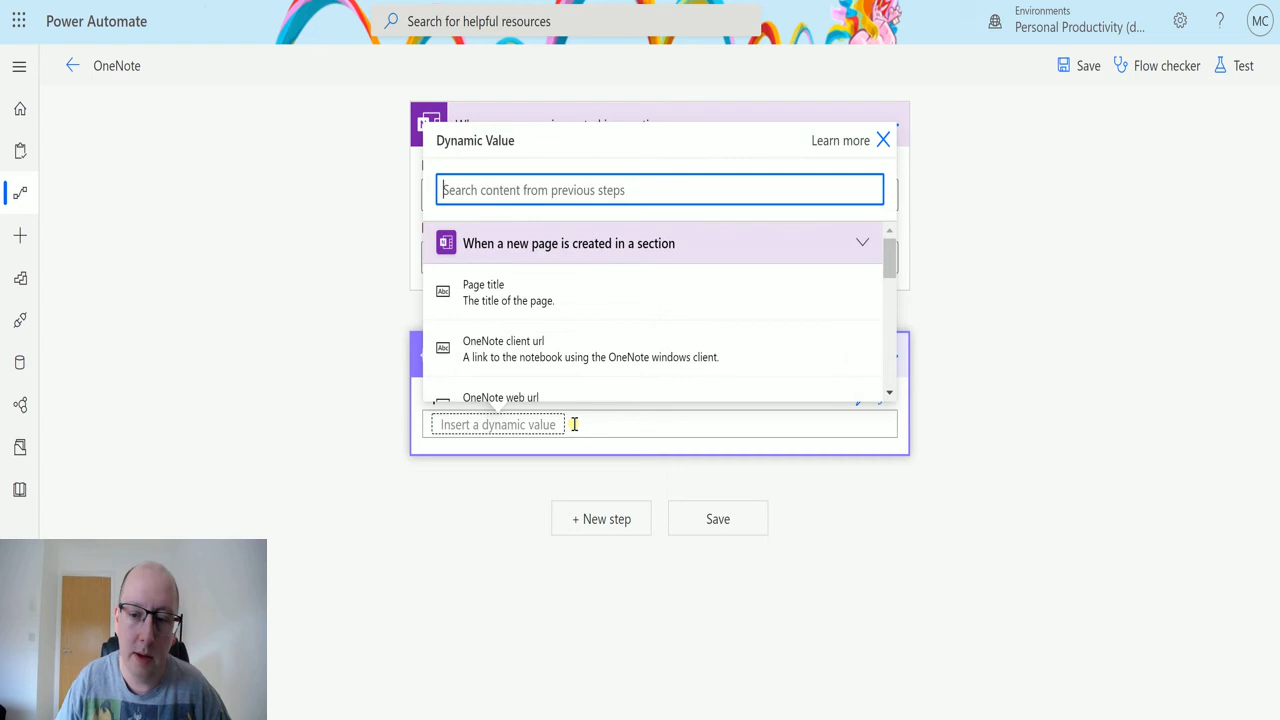 Power Automate
Search for helpful resources
Environments
Personal Productivity (d...
?
MC
OneNote
Save
Flow checker
Test
Dynamic Value
Learn more
Search content from previous steps
When a new page is created in a section
Abc
Page title
The title of the page.
Abc
OneNote client url
A link to the notebook using the OneNote windows client.
OneNote web url
Insert a dynamic value
+ New step
Save